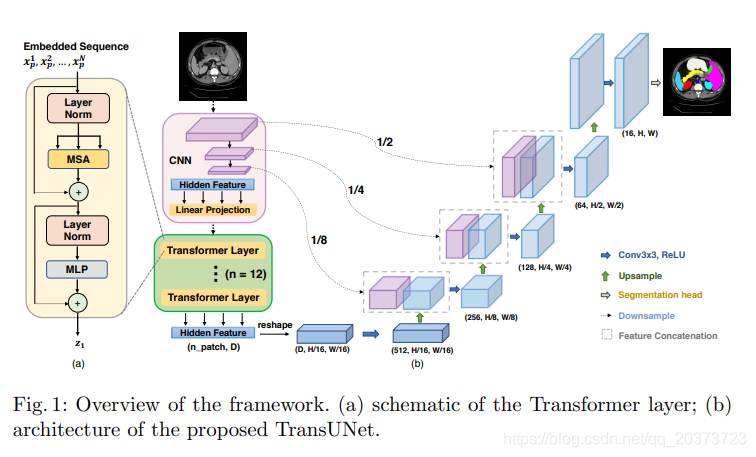 Embedded Sequence
x_p^1, x_p^2, ..., x_p^N
Layer
Norm
MSA
+
Layer
Norm
MLP
+
z_1
(a)
CNN
Hidden Feature
Linear Projection
Transformer Layer
(n = 12)
Transformer Layer
Hidden Feature
(n_patch, D)
reshape
(D, H/16, W/16)
(512, H/16, W/16)
(b)
1/2
1/4
1/8
(256, H/8, W/8)
(128, H/4, W/4)
(64, H/2, W/2)
(16, H, W)
Conv3x3, ReLU
Upsample
Segmentation head
Downsample
Feature Concatenation
Fig. 1: Overview of the framework. (a) schematic of the Transformer layer; (b)
architecture of the proposed TransUNet.
https://blog.csdn.net/qq_20373723